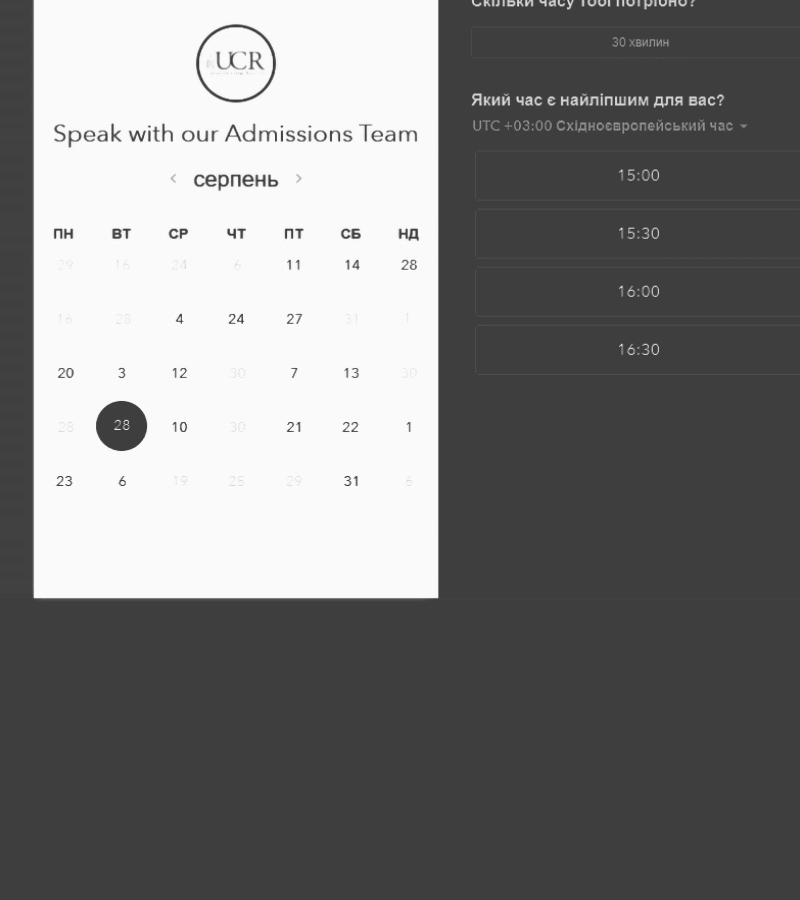 UCR
Speak with our Admissions Team
серпень
ПН ВТ СР ЧТ ПТ СБ НД
29 16 24 6 11 14 28
16 28 4 24 27 31 1
20 3 12 30 7 13 30
28 28 10 30 21 22 1
23 6 19 25 29 31 6
Скільки часу тобі потрібно?
30 хвилин
Який час є найліпшим для вас?
UTC +03:00 Східноєвропейський час
15:00
15:30
16:00
16:30